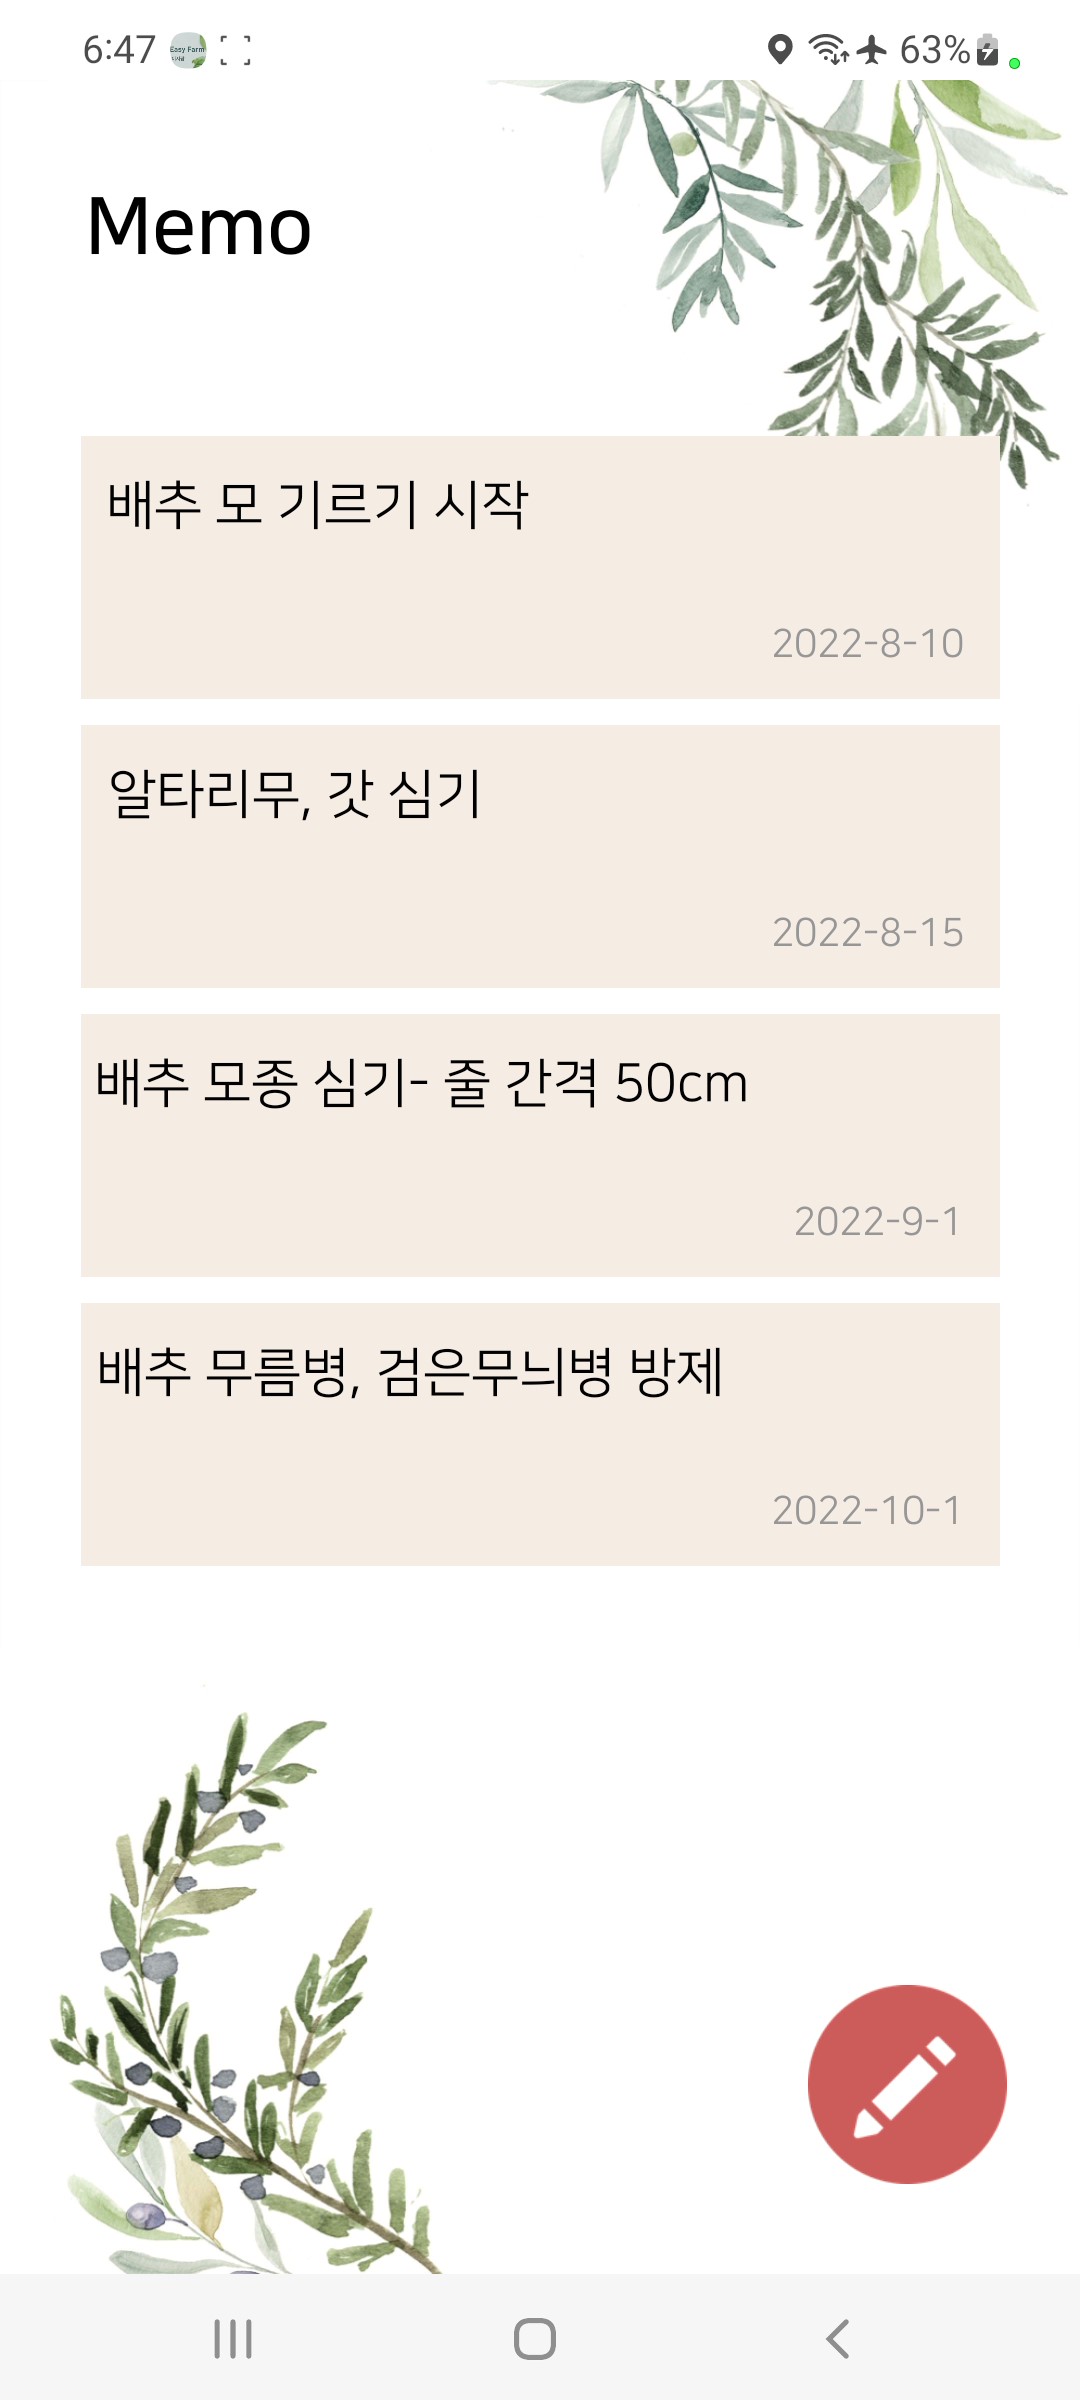 6:47
63%
Memo
배추 모 기르기 시작
2022-8-10
알타리무, 갓 심기
2022-8-15
배추 모종 심기- 줄 간격 50cm
2022-9-1
배추 무름병, 검은무늬병 방제
2022-10-1